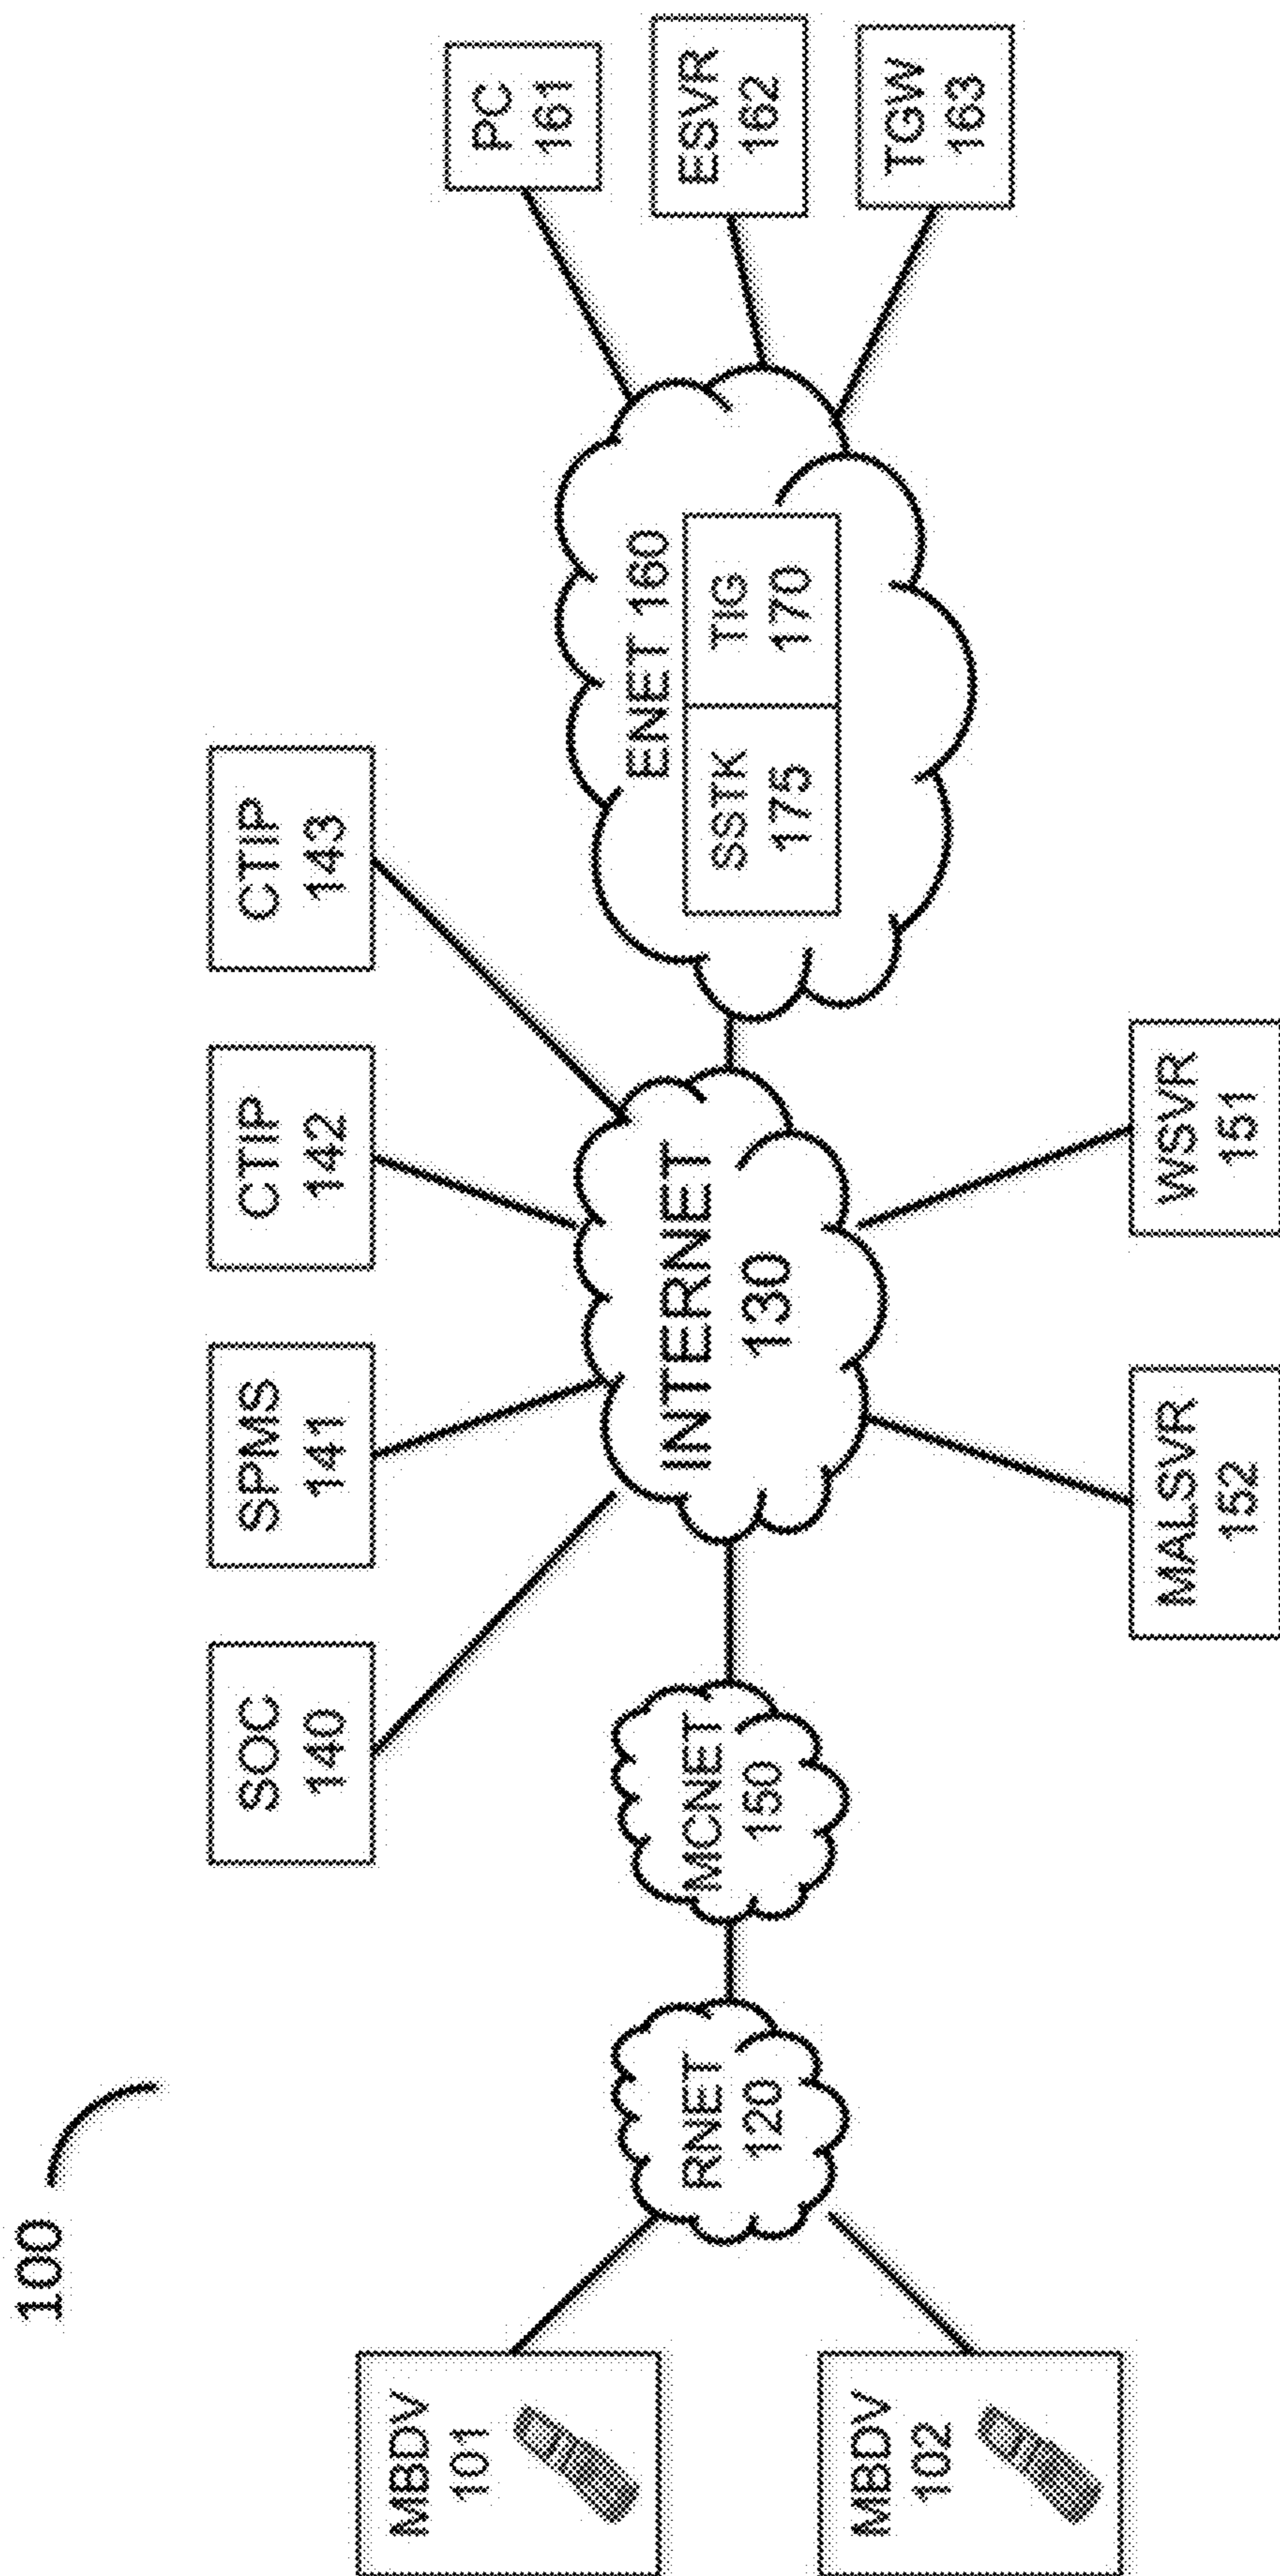 100
SOC
140
SPMS
141
CTIP
142
CTIP
143
MBDV
101
MBDV
102
RNET
120
MCNET
150
INTERNET
130
ENET 160
SSTK
175
TIG
170
PC
161
ESVR
162
TGW
163
MALSVR
152
WSVR
151